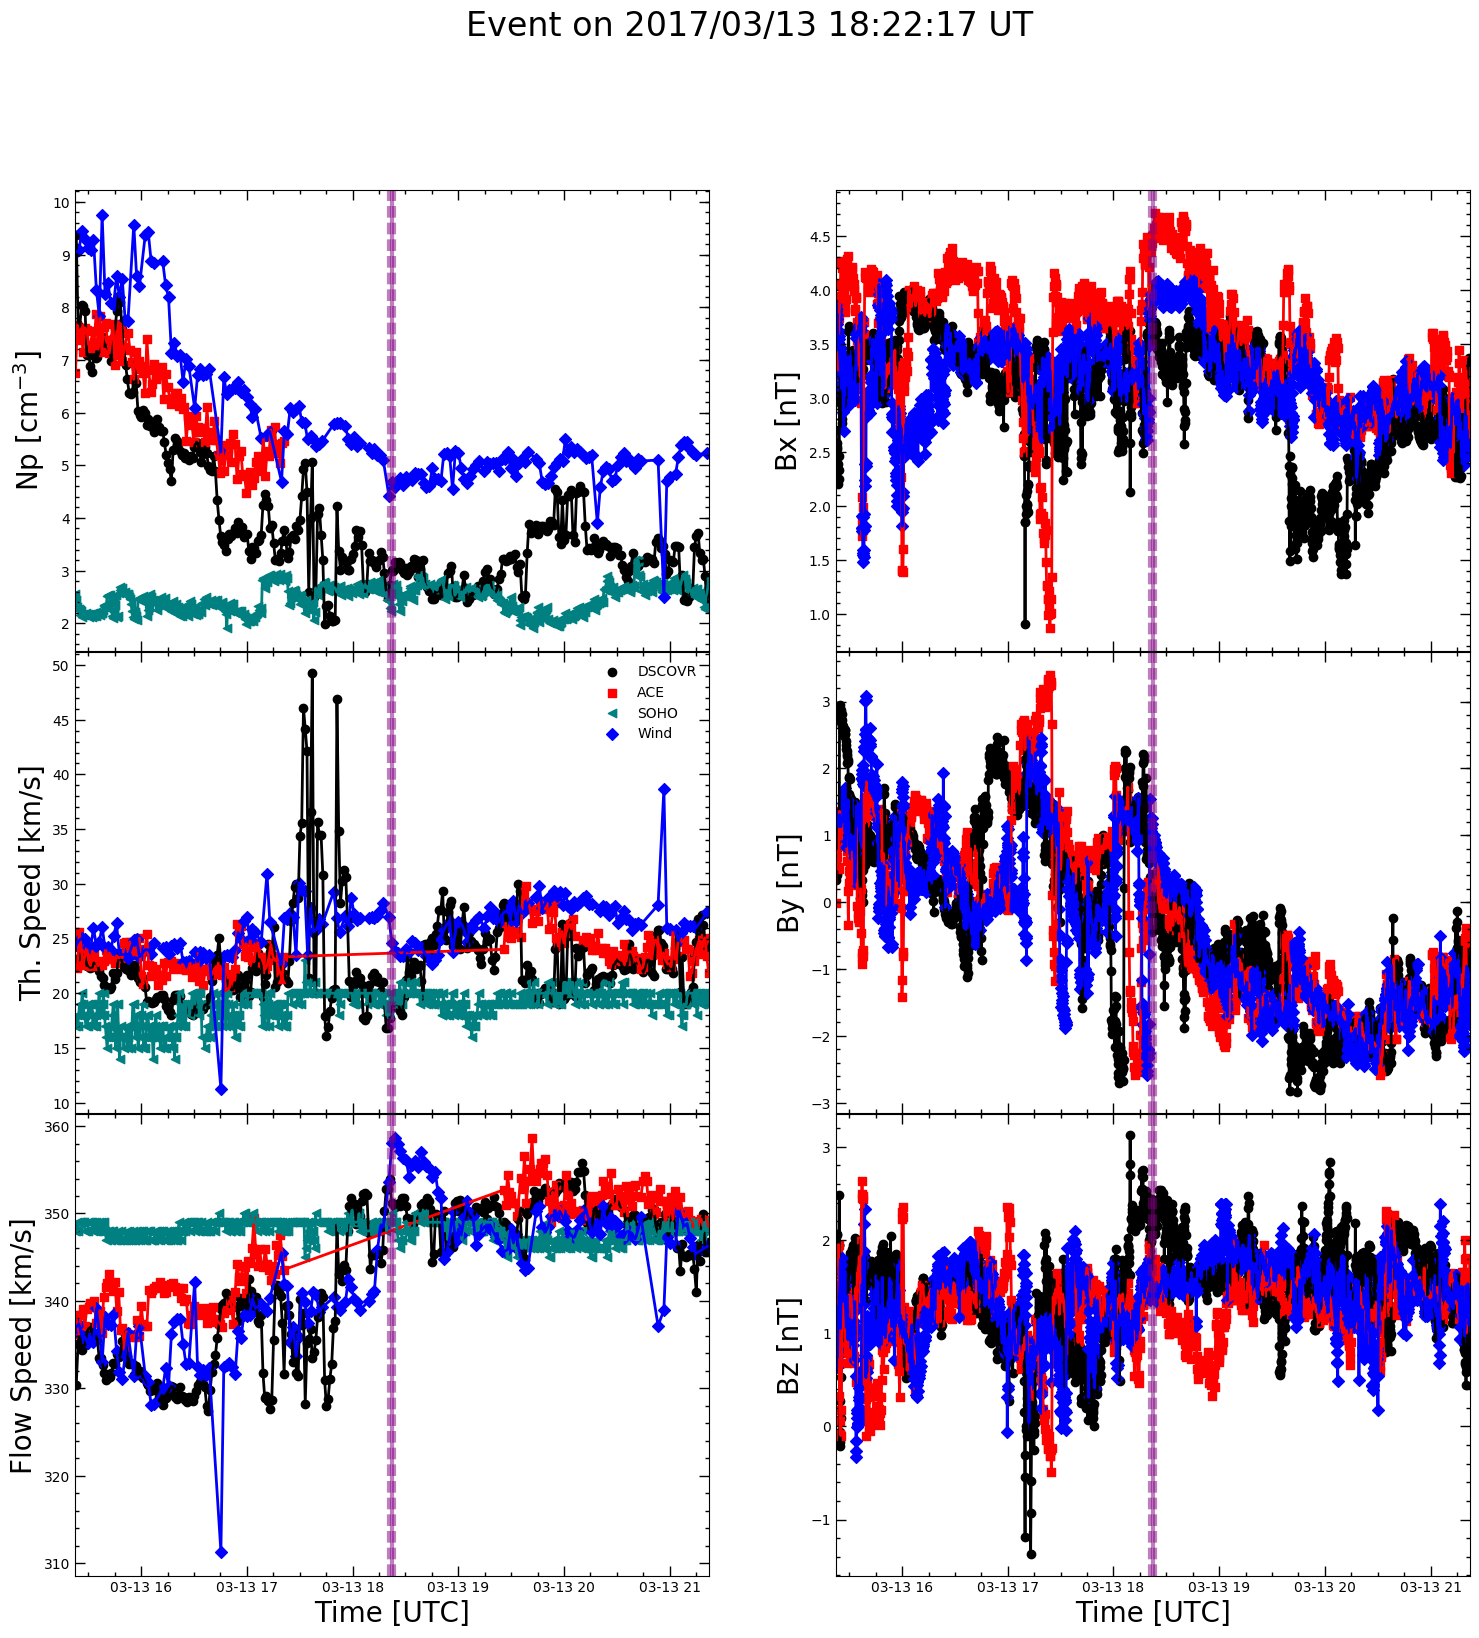 Event on 2017/03/13 18:22:17 UT
Np [cm⁻³]
10
9
8
7
6
5
4
3
2
Th. Speed [km/s]
50
45
40
35
30
25
20
15
10
DSCOVR
ACE
SOHO
Wind
Flow Speed [km/s]
360
350
340
330
320
310
03-13 16 03-13 17 03-13 18 03-13 19 03-13 20 03-13 21
Time [UTC]
Bx [nT]
4.5
4.0
3.5
3.0
2.5
2.0
1.5
1.0
By [nT]
3
2
1
0
−1
−2
−3
Bz [nT]
3
2
1
0
−1
03-13 16 03-13 17 03-13 18 03-13 19 03-13 20 03-13 21
Time [UTC]